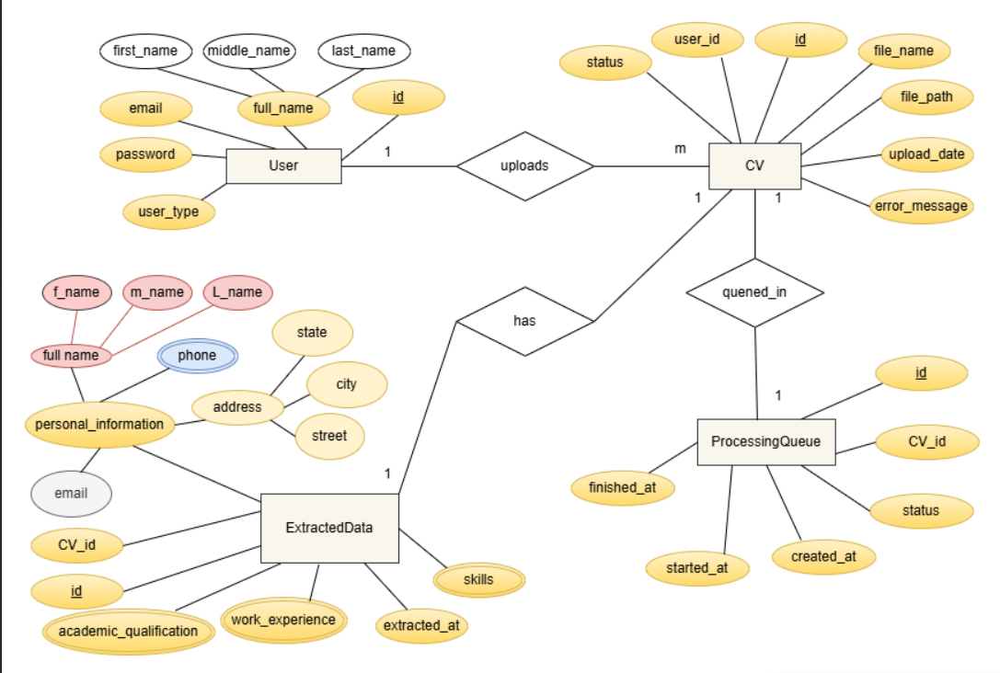 first_name
middle_name
last_name
email
full_name
id
password
User
user_type
1
uploads
m
status
user_id
id
file_name
file_path
CV
upload_date
error_message
1
1
has
quened_in
1
1
f_name
m_name
L_name
full name
phone
state
city
address
street
personal_information
email
CV_id
id
academic_qualification
work_experience
extracted_at
skills
ExtractedData
ProcessingQueue
id
CV_id
status
created_at
started_at
finished_at